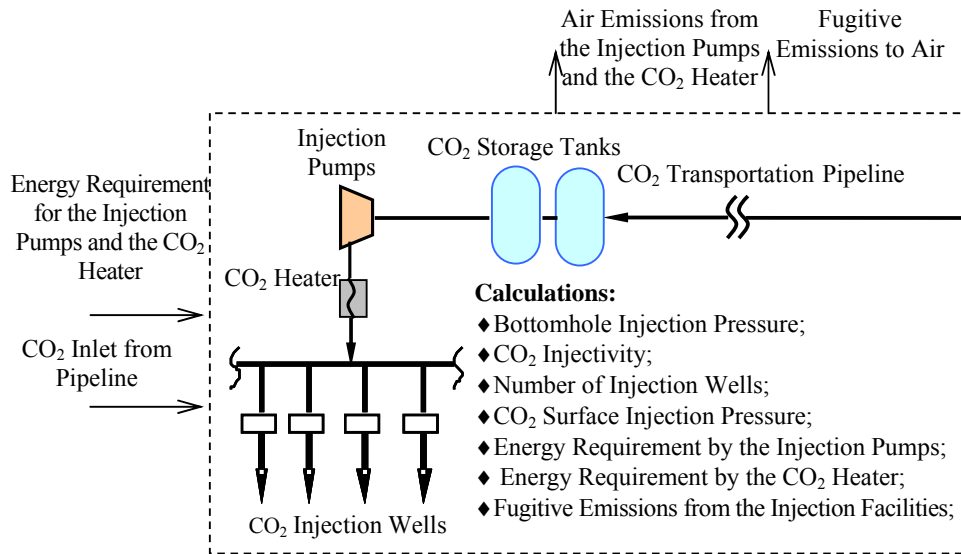 Air Emissions from
the Injection Pumps
and the CO₂ Heater
Fugitive
Emissions to Air
Injection
Pumps
CO₂ Storage Tanks
CO₂ Transportation Pipeline
Energy Requirement
for the Injection
Pumps and the CO₂
Heater
CO₂ Heater
CO₂ Inlet from
Pipeline
Calculations:
♦Bottomhole Injection Pressure;
♦CO₂ Injectivity;
♦Number of Injection Wells;
♦CO₂ Surface Injection Pressure;
♦Energy Requirement by the Injection Pumps;
♦ Energy Requirement by the CO₂ Heater;
♦Fugitive Emissions from the Injection Facilities;
CO₂ Injection Wells